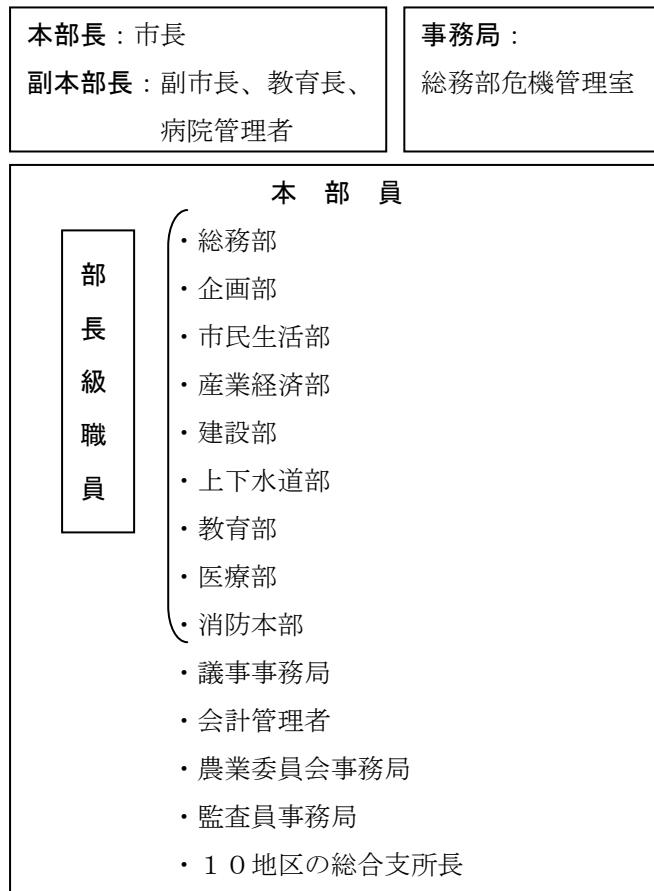 本部長：市長
副本部長：副市長、教育長、
病院管理者
事務局：
総務部危機管理室
本　部　員
部
長
級
職
員
・総務部
・企画部
・市民生活部
・産業経済部
・建設部
・上下水道部
・教育部
・医療部
・消防本部
・議事事務局
・会計管理者
・農業委員会事務局
・監査員事務局
・１０地区の総合支所長